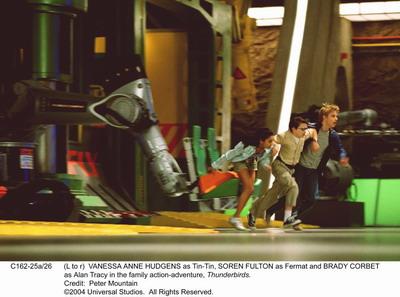 C162-25a/26 (L to r) VANESSA ANNE HUDGENS as Tin-Tin, SOREN FULTON as Fermat and BRADY CORBET
as Alan Tracy in the family action-adventure, Thunderbirds.
Credit: Peter Mountain
©2004 Universal Studios. All Rights Reserved.